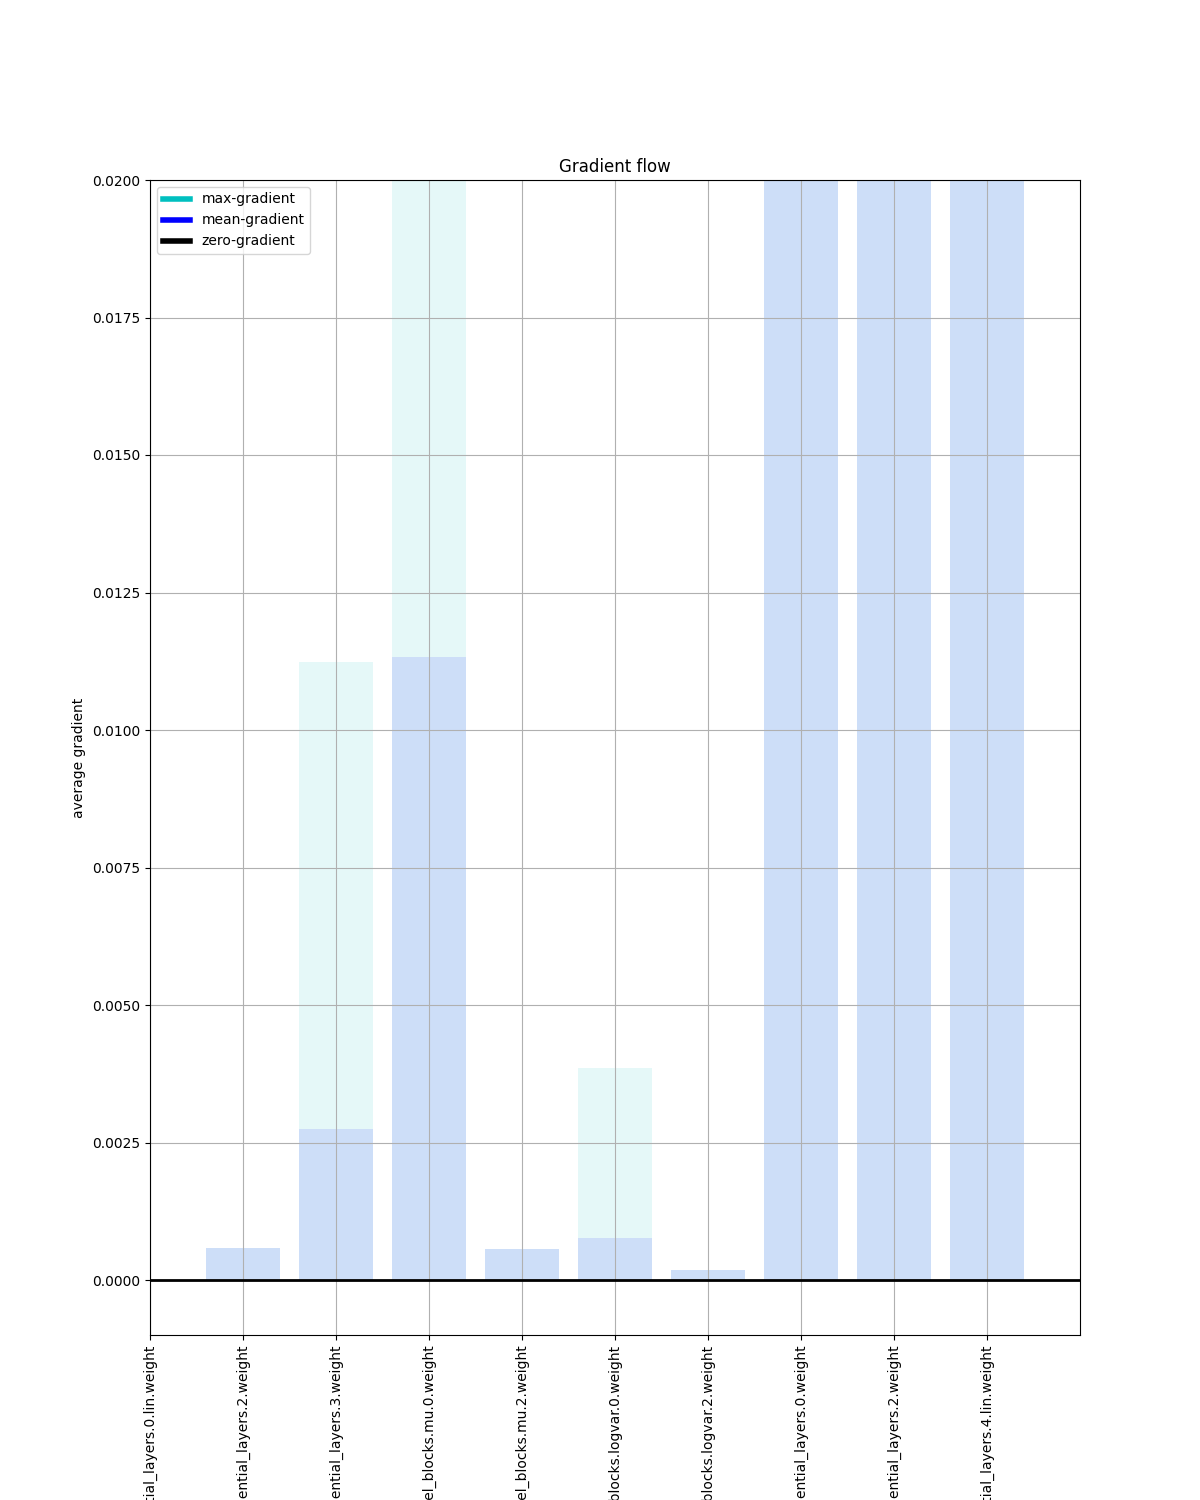 Gradient flow
max-gradient
mean-gradient
zero-gradient
0.0200
0.0175
0.0150
0.0125
0.0100
0.0075
0.0050
0.0025
0.0000
average gradient
tial_layers.0.lin.weight
ential_layers.2.weight
ential_layers.3.weight
el_blocks.mu.0.weight
el_blocks.mu.2.weight
blocks.logvar.0.weight
blocks.logvar.2.weight
ential_layers.0.weight
ential_layers.2.weight
tial_layers.4.lin.weight